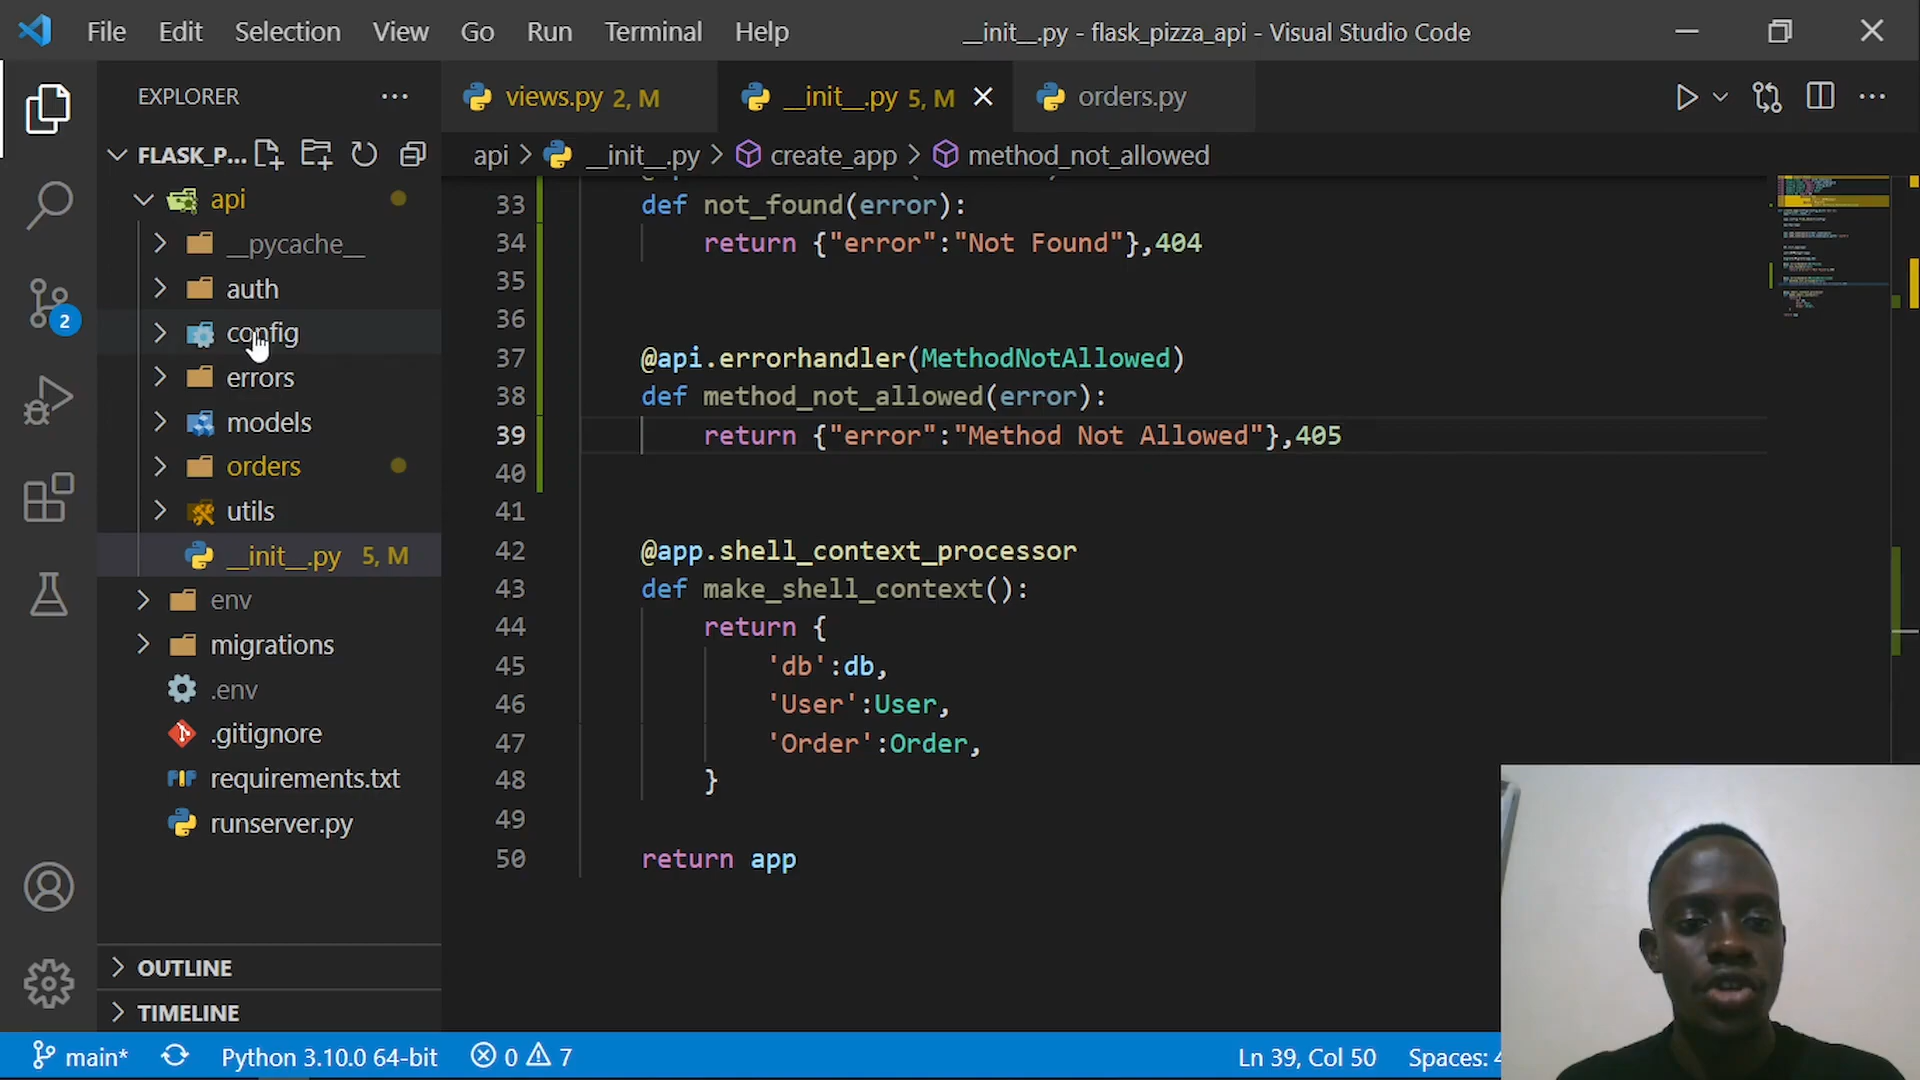 File Edit Selection View Go Run Terminal Help
__init__.py - flask_pizza_api - Visual Studio Code
EXPLORER
FLASK_P...
api
__pycache__
auth
config
errors
models
orders
utils
__init__.py 5, M
env
migrations
.env
.gitignore
requirements.txt
runserver.py
OUTLINE
TIMELINE
2
views.py 2, M
__init__.py 5, M
orders.py
api > __init__.py > create_app > method_not_allowed
33 def not_found(error):
34 return {"error":"Not Found"},404
35
36
37 @api.errorhandler(MethodNotAllowed)
38 def method_not_allowed(error):
39 return {"error":"Method Not Allowed"},405
40
41
42 @app.shell_context_processor
43 def make_shell_context():
44 return {
45 'db':db,
46 'User':User,
47 'Order':Order,
48 }
49
50 return app
main* Python 3.10.0 64-bit 0 7 Ln 39, Col 50 Spaces: